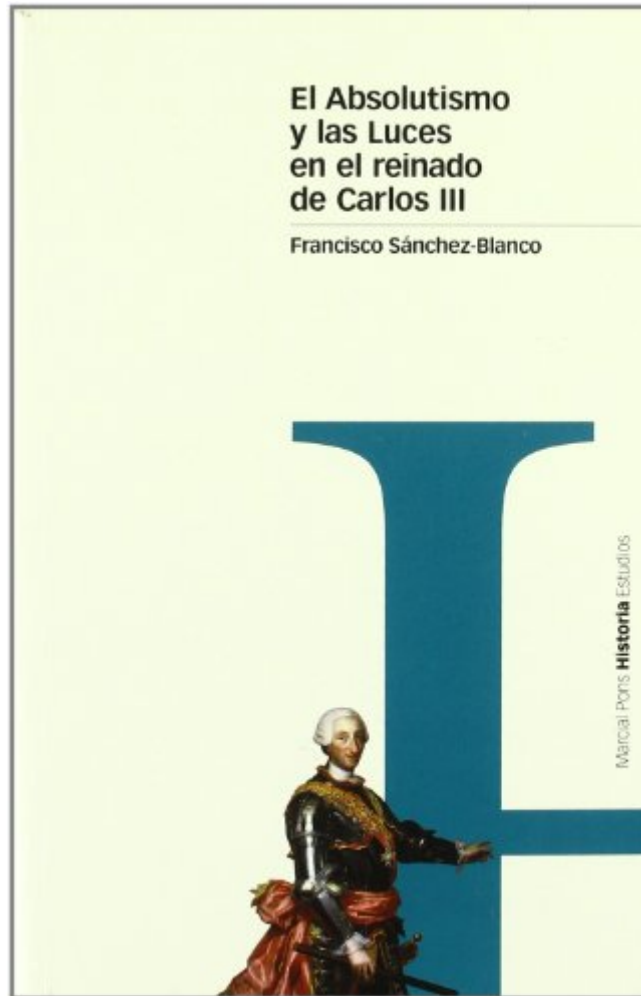 El Absolutismo
y las Luces
en el reinado
de Carlos III
Francisco Sánchez-Blanco
Marcial Pons Historia Estudios